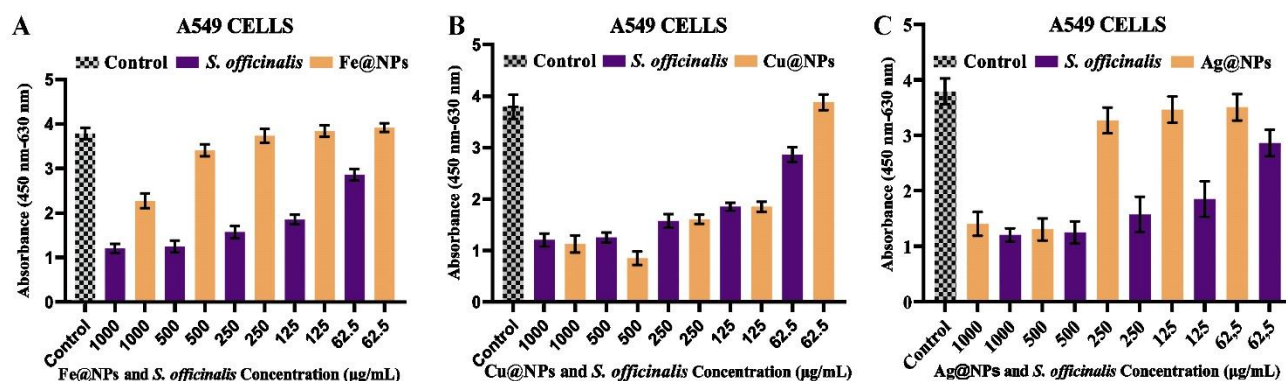 A
A549 CELLS
Control S. officinalis Fe@NPs
Absorbance (450 nm-630 nm)
5
4
3
2
1
0
Control 1000 1000 500 500 250 250 125 125 62.5 62.5
Fe@NPs and S. officinalis Concentration (µg/mL)
B
A549 CELLS
Control S. officinalis Cu@NPs
Absorbance (450 nm-630 nm)
5
4
3
2
1
0
Control 1000 1000 500 500 250 250 125 125 62.5 62.5
Cu@NPs and S. officinalis Concentration (µg/mL)
C
A549 CELLS
Control S. officinalis Ag@NPs
Absorbance (450 nm-630 nm)
5
4
3
2
1
0
Control 1000 1000 500 500 250 250 125 125 62,5 62,5
Ag@NPs and S. officinalis Concentration (µg/mL)